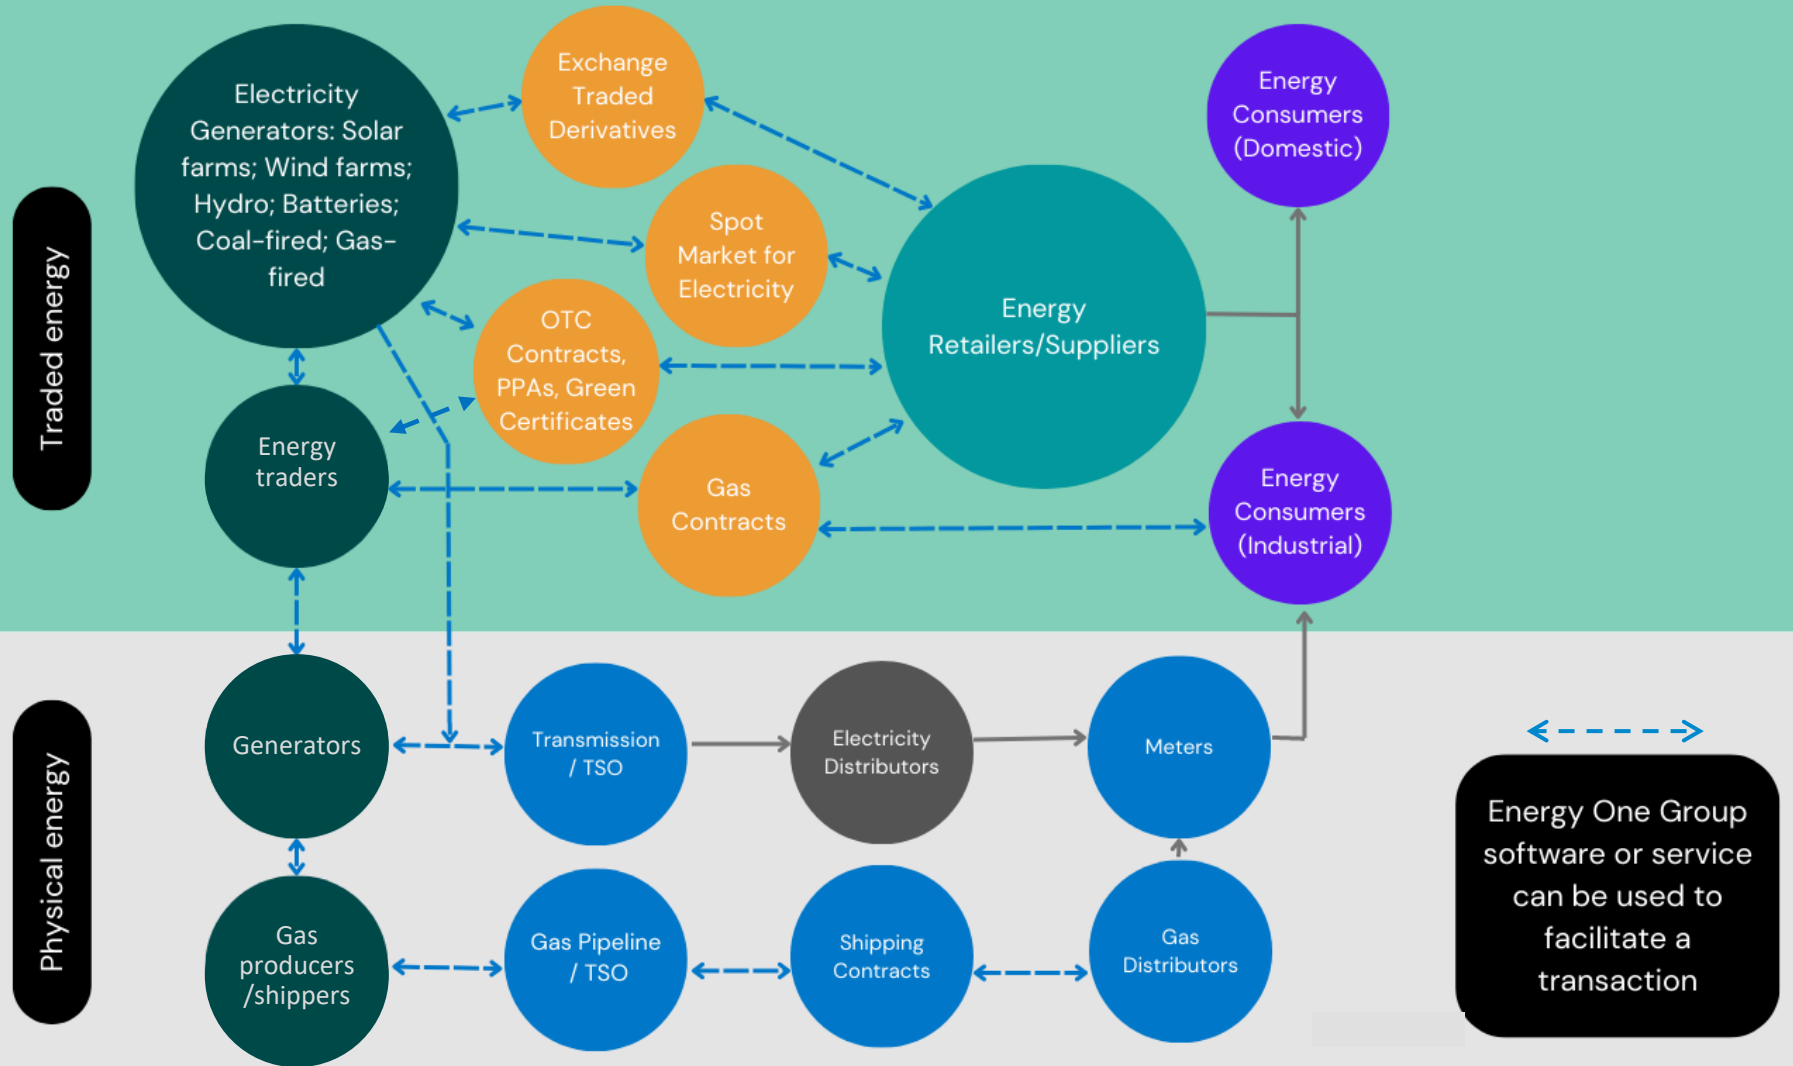 Traded energy
Electricity
Generators: Solar
farms; Wind farms;
Hydro; Batteries;
Coal-fired; Gas-
fired
Exchange
Traded
Derivatives
Spot
Market for
Electricity
OTC
Contracts,
PPAs, Green
Certificates
Energy
traders
Gas
Contracts
Energy
Retailers/Suppliers
Energy
Consumers
(Domestic)
Energy
Consumers
(Industrial)
Physical energy
Generators
Transmission
/ TSO
Electricity
Distributors
Meters
Gas
producers
/shippers
Gas Pipeline
/ TSO
Shipping
Contracts
Gas
Distributors
Energy One Group
software or service
can be used to
facilitate a
transaction